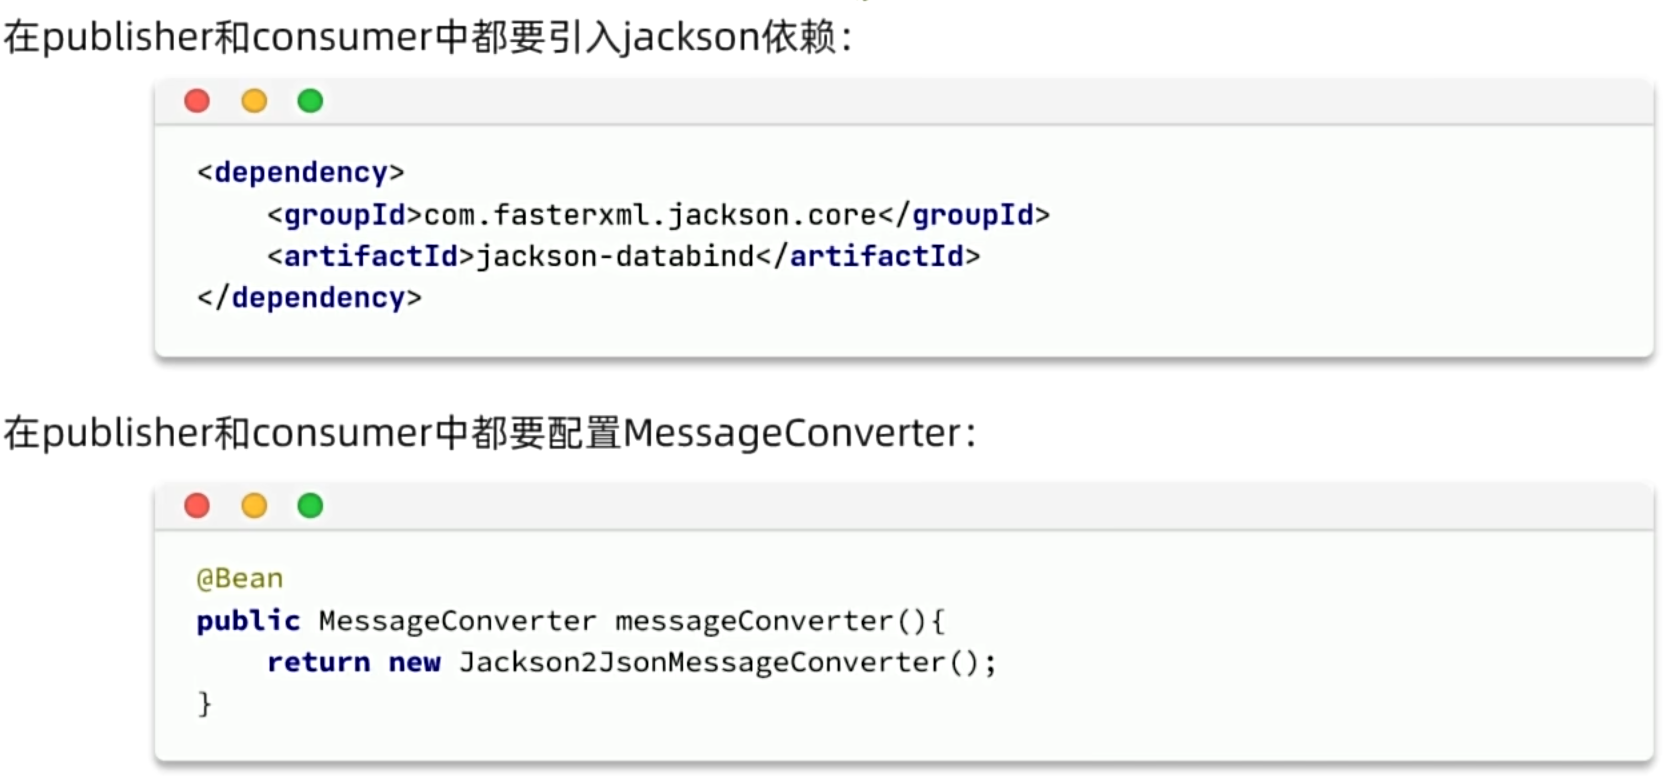 在publisher和consumer中都要引入jackson依赖：
<dependency>
    <groupId>com.fasterxml.jackson.core</groupId>
    <artifactId>jackson-databind</artifactId>
</dependency>
在publisher和consumer中都要配置MessageConverter：
@Bean
public MessageConverter messageConverter(){
    return new Jackson2JsonMessageConverter();
}